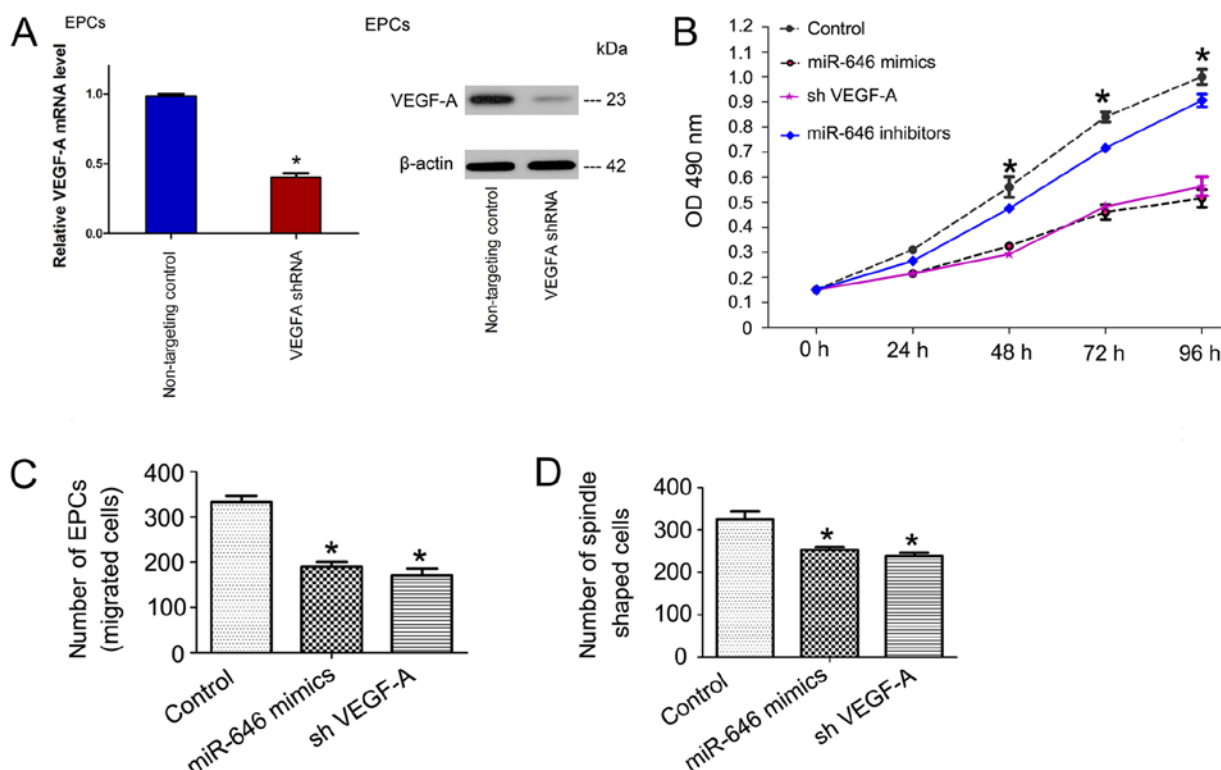 A
EPCs
Relative VEGF-A mRNA level
1.0
0.5
0.0
*
Non-targeting control
VEGFA shRNA
EPCs
kDa
VEGF-A
--- 23
β-actin
--- 42
Non-targeting control
VEGFA shRNA
B
OD 490 nm
1.2
1.1
1.0
0.9
0.8
0.7
0.6
0.5
0.4
0.3
0.2
0.1
0
Control
miR-646 mimics
sh VEGF-A
miR-646 inhibitors
*
*
*
0 h
24 h
48 h
72 h
96 h
C
Number of EPCs
(migrated cells)
400
300
200
100
0
*
*
Control
miR-646 mimics
sh VEGF-A
D
Number of spindle
shaped cells
400
300
200
100
0
*
*
Control
miR-646 mimics
sh VEGF-A